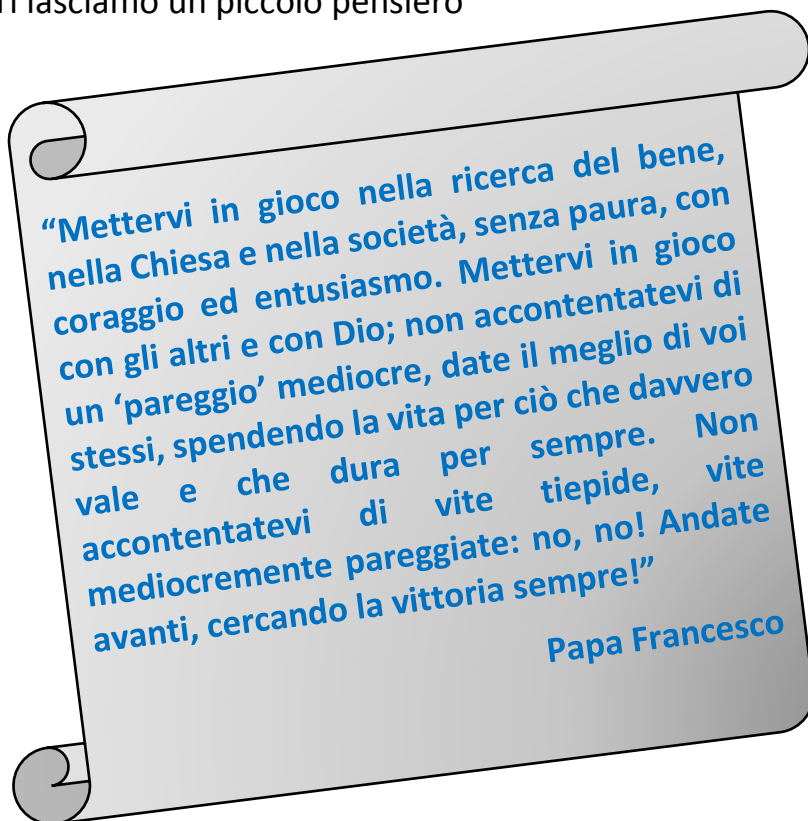 lasciamo un piccolo pensiero
“Mettervi in gioco nella ricerca del bene,
nella Chiesa e nella società, senza paura, con
coraggio ed entusiasmo. Mettervi in gioco
con gli altri e con Dio; non accontentatevi di
un ‘pareggio’ mediocre, date il meglio di voi
stessi, spendendo la vita per ciò che davvero
vale e che dura per sempre. Non
accontentatevi di vite tiepide, vite
mediocremente pareggiate: no, no! Andate
avanti, cercando la vittoria sempre!”
Papa Francesco